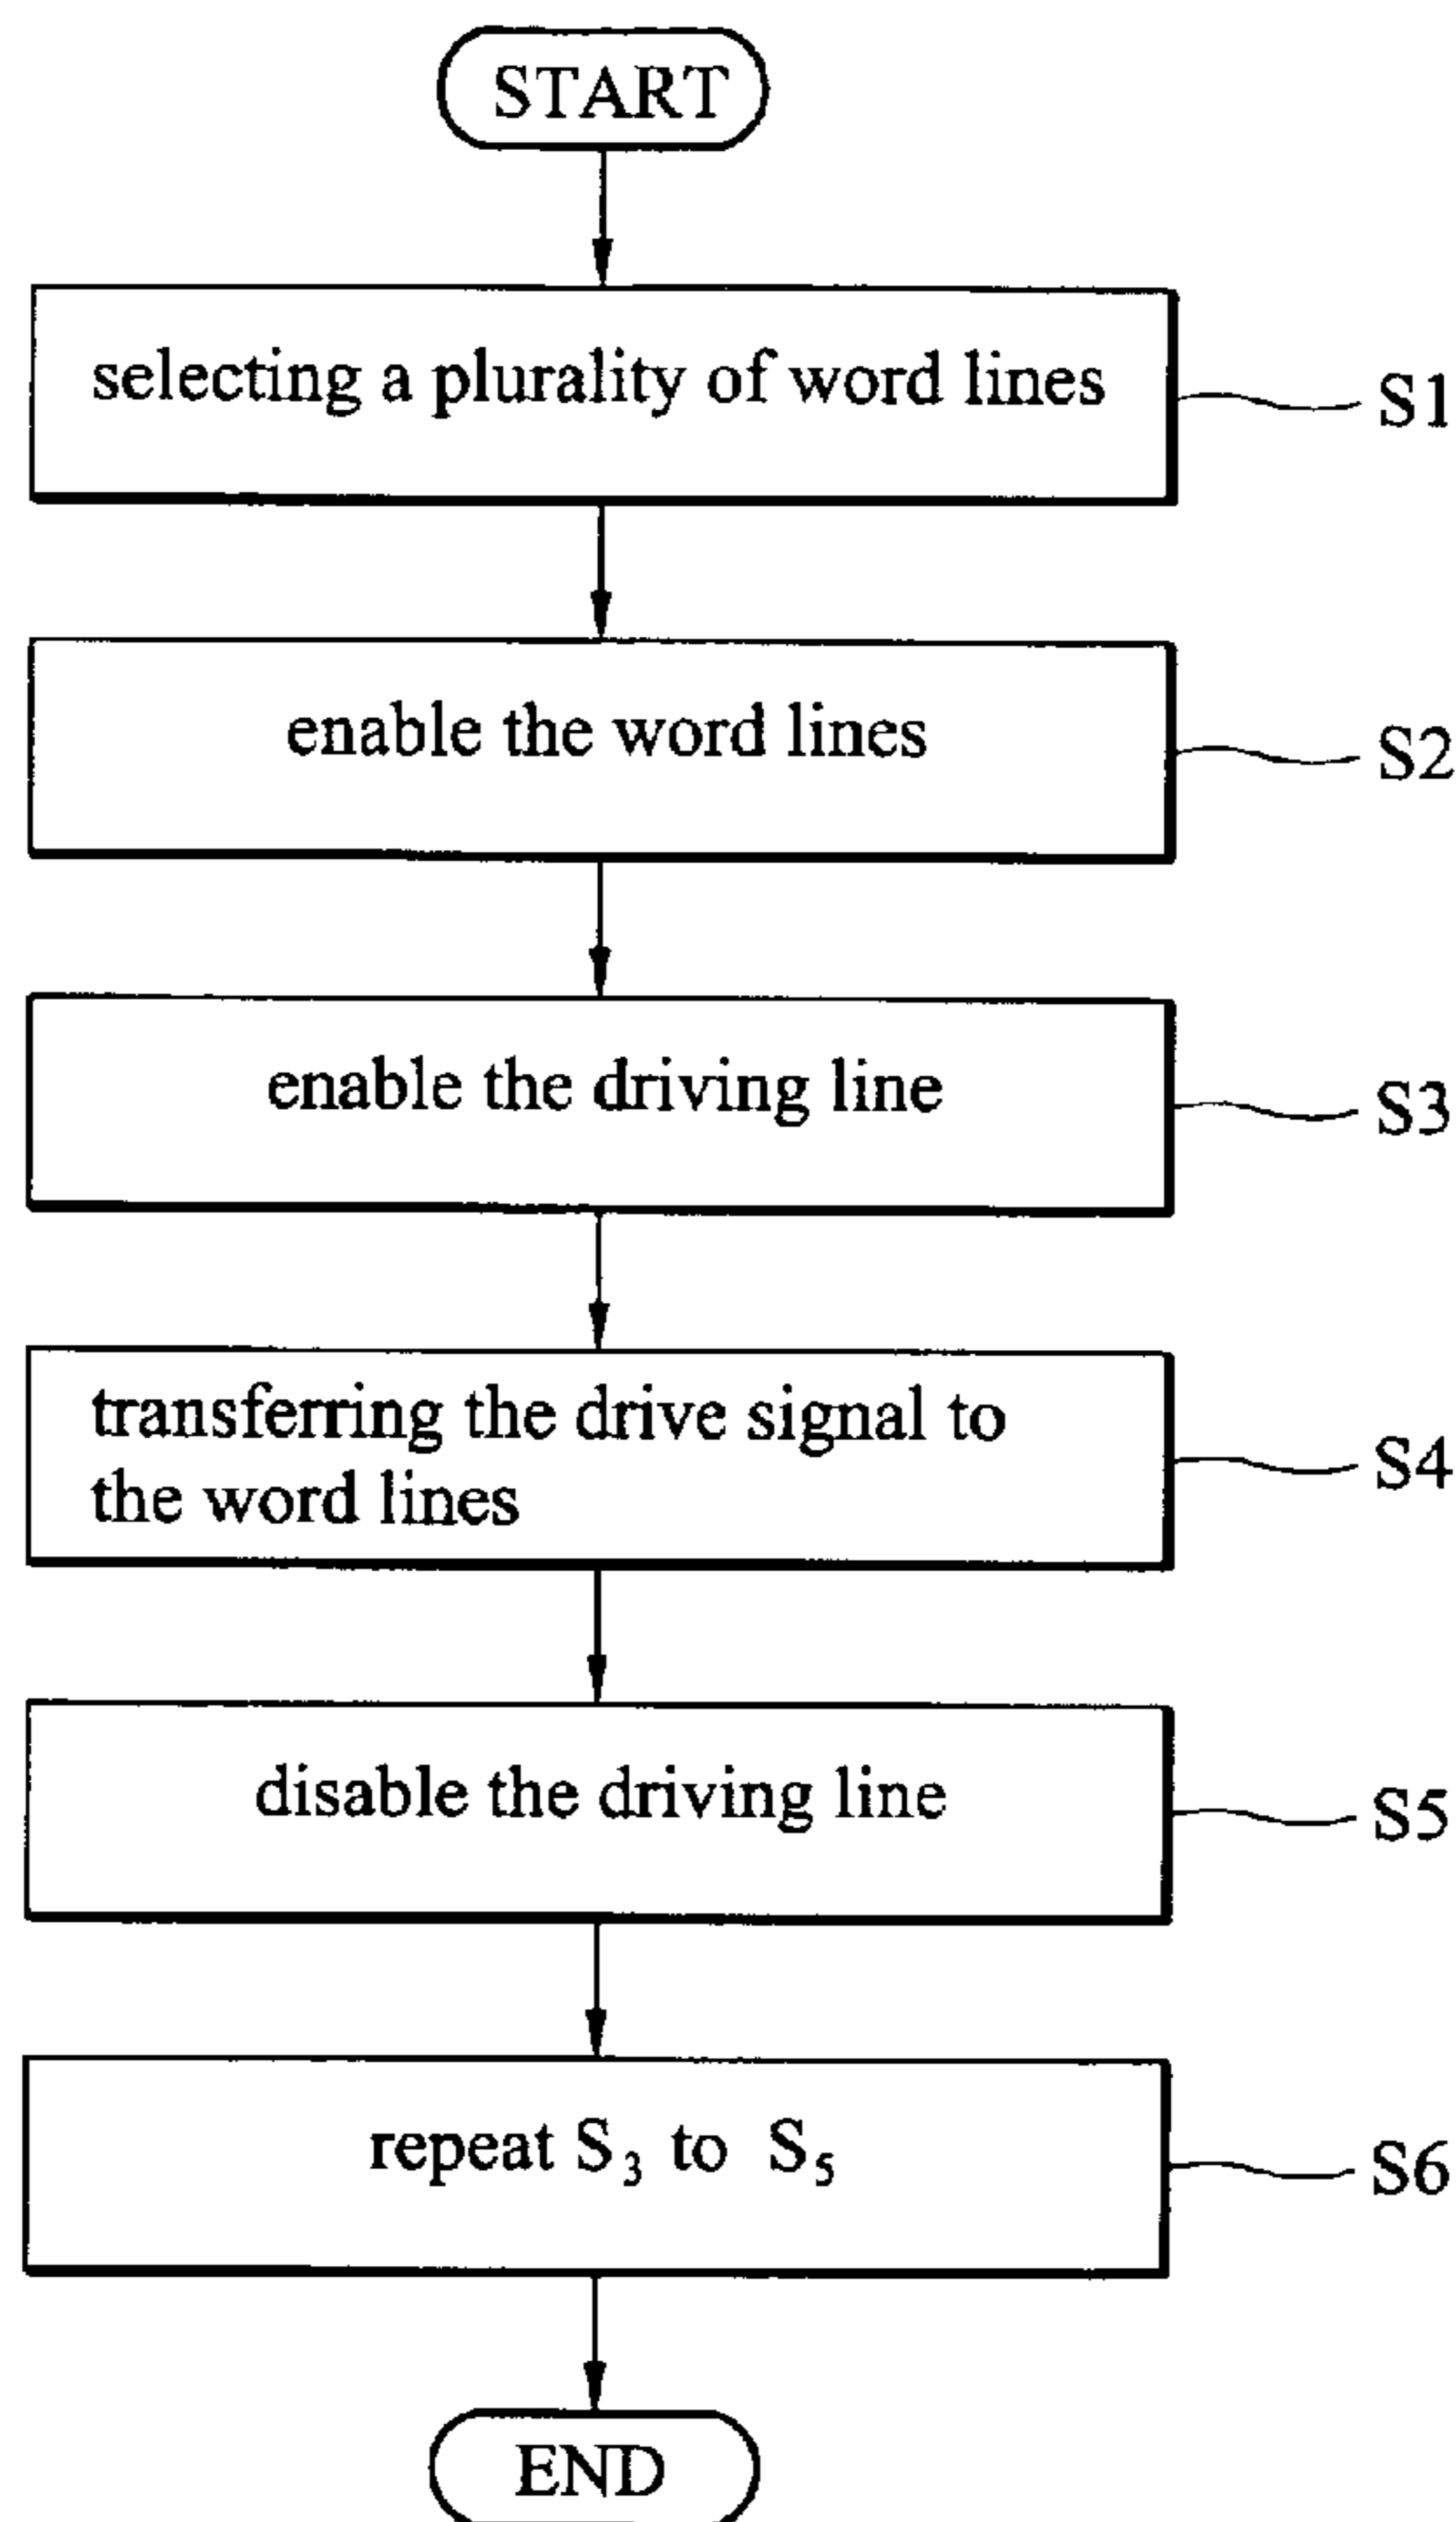 START
selecting a plurality of word lines
S1
enable the word lines
S2
enable the driving line
S3
transferring the drive signal to
the word lines
S4
disable the driving line
S5
repeat S₃ to S₅
S6
END